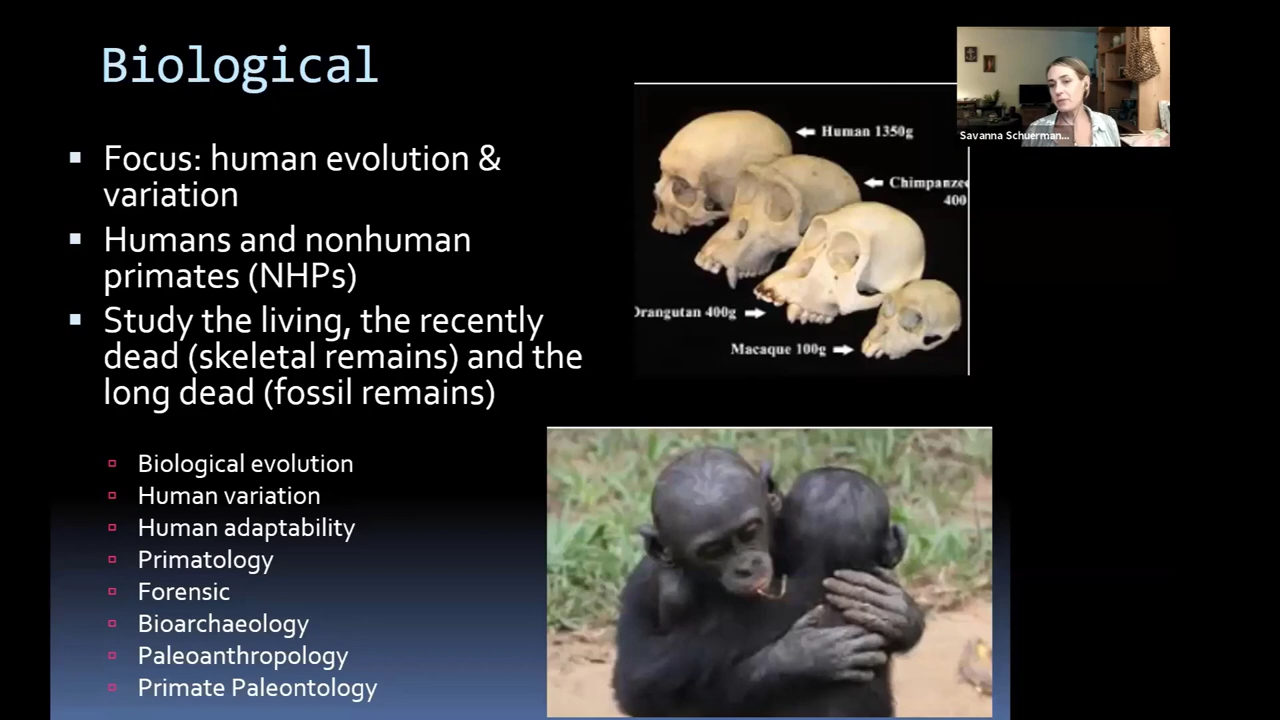 Biological
Focus: human evolution &
variation
Humans and nonhuman
primates (NHPs)
Study the living, the recently
dead (skeletal remains) and the
long dead (fossil remains)
Biological evolution
Human variation
Human adaptability
Primatology
Forensic
Bioarchaeology
Paleoanthropology
Primate Paleontology
Human 1350g
Chimpanzee
400
Orangutan 400g
Macaque 100g
Savanna Schuerman...